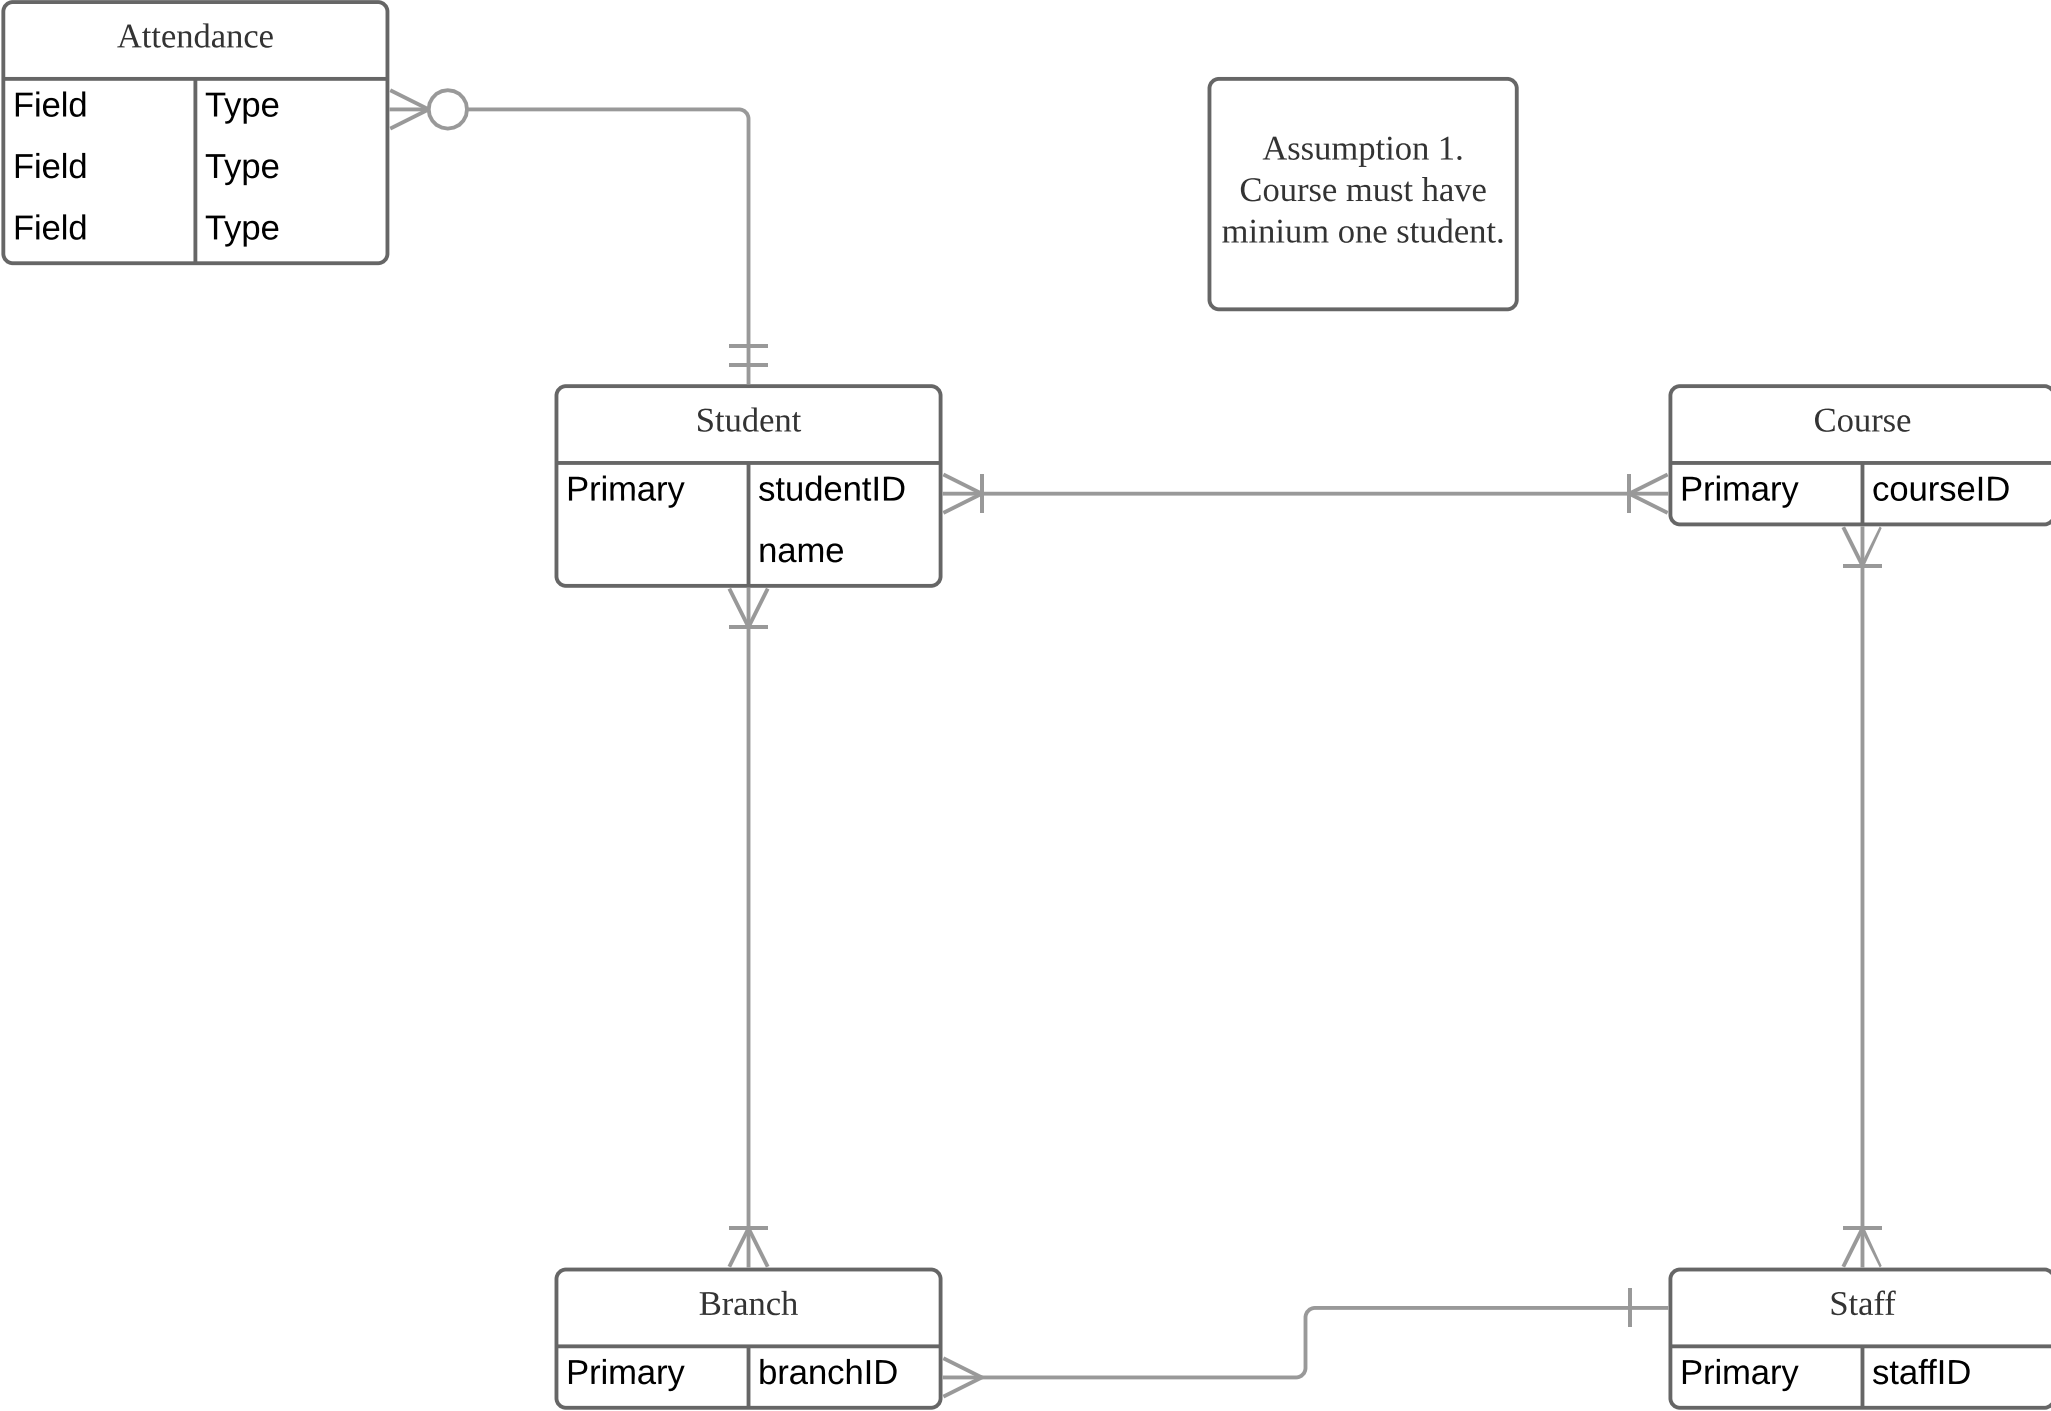 Attendance
Field Type
Field Type
Field Type
Assumption 1.
Course must have
minium one student.
Student
Primary studentID
name
Course
Primary courseID
Branch
Primary branchID
Staff
Primary staffID